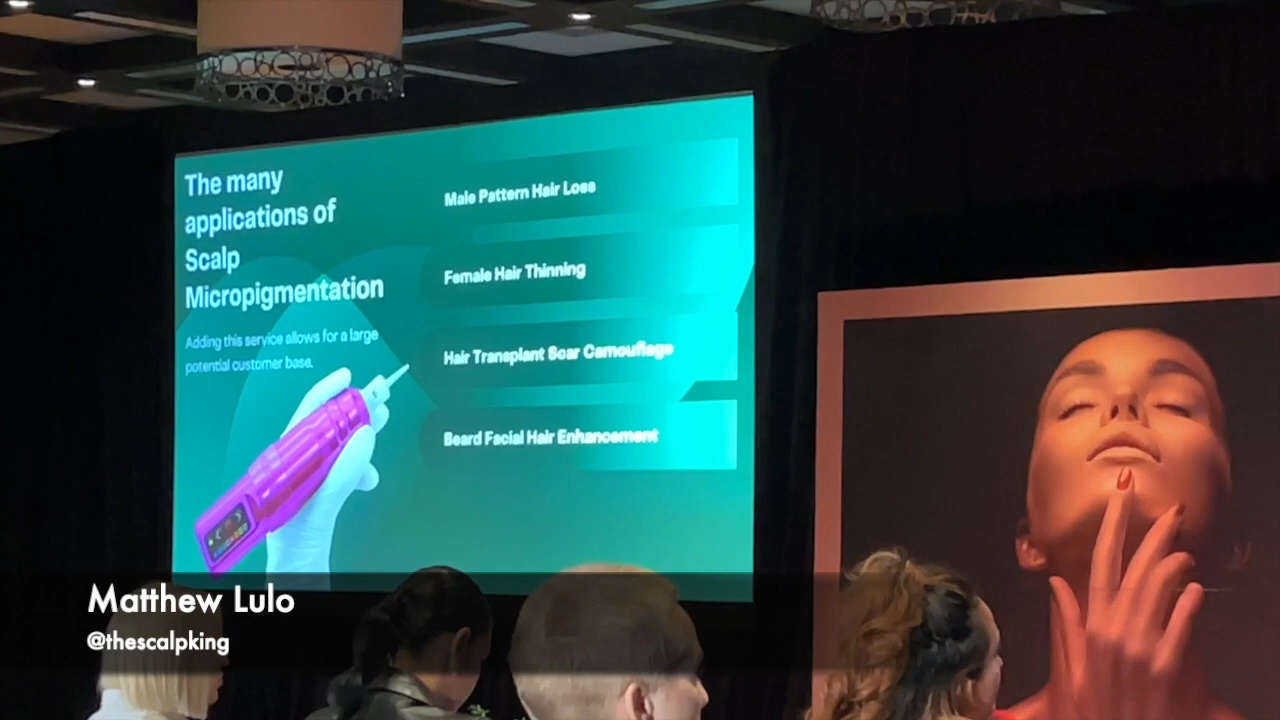 The many
applications of
Scalp
Micropigmentation
Adding this service allows for a large
potential customer base.
Male Pattern Hair Loss
Female Hair Thinning
Hair Transplant Scar Camouflage
Beard Facial Hair Enhancement
Matthew Lulo
@thescalpking